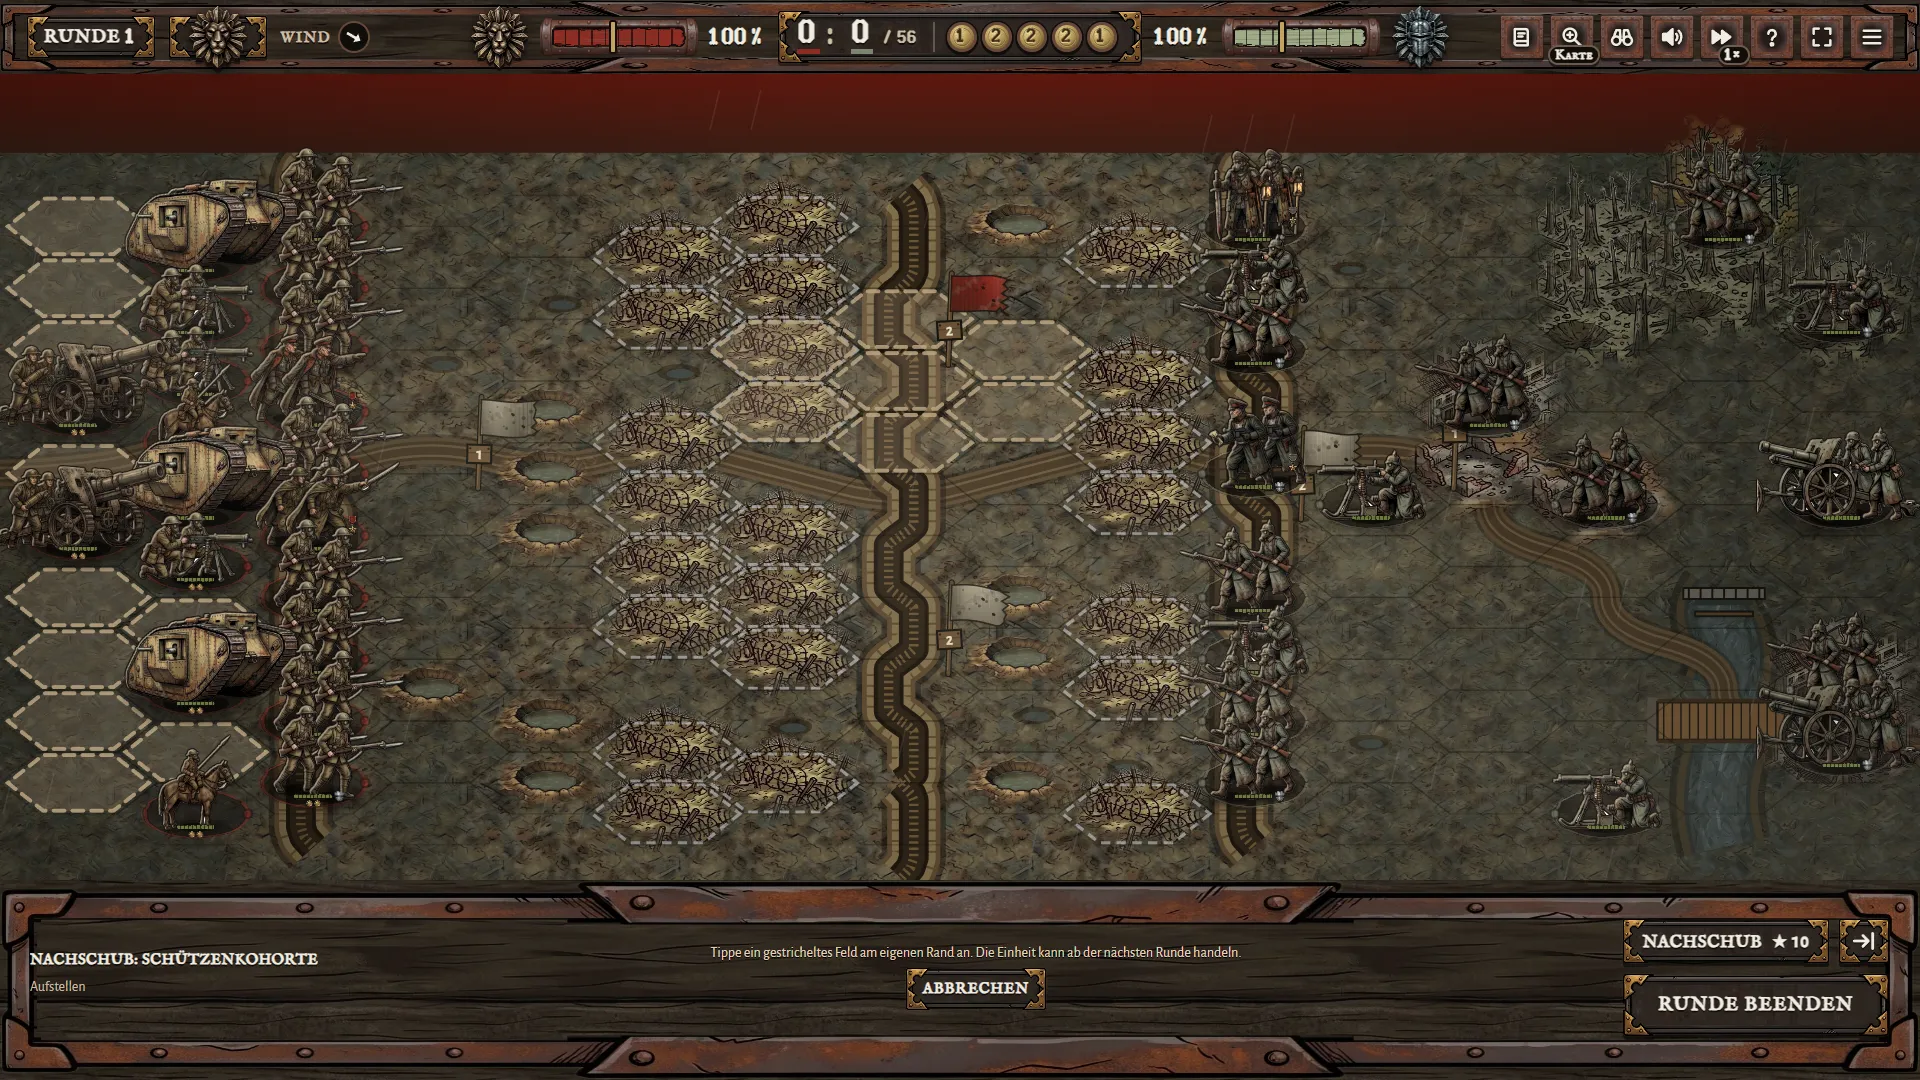 RUNDE 1
WIND
100 %
0 : 0 / 56
1 2 2 2 1
100 %
KARTE
1×
?
2
1
1
2
2
NACHSCHUB: SCHÜTZENKOHORTE
Aufstellen
Tippe ein gestricheltes Feld am eigenen Rand an. Die Einheit kann ab der nächsten Runde handeln.
ABBRECHEN
NACHSCHUB ★ 10
RUNDE BEENDEN